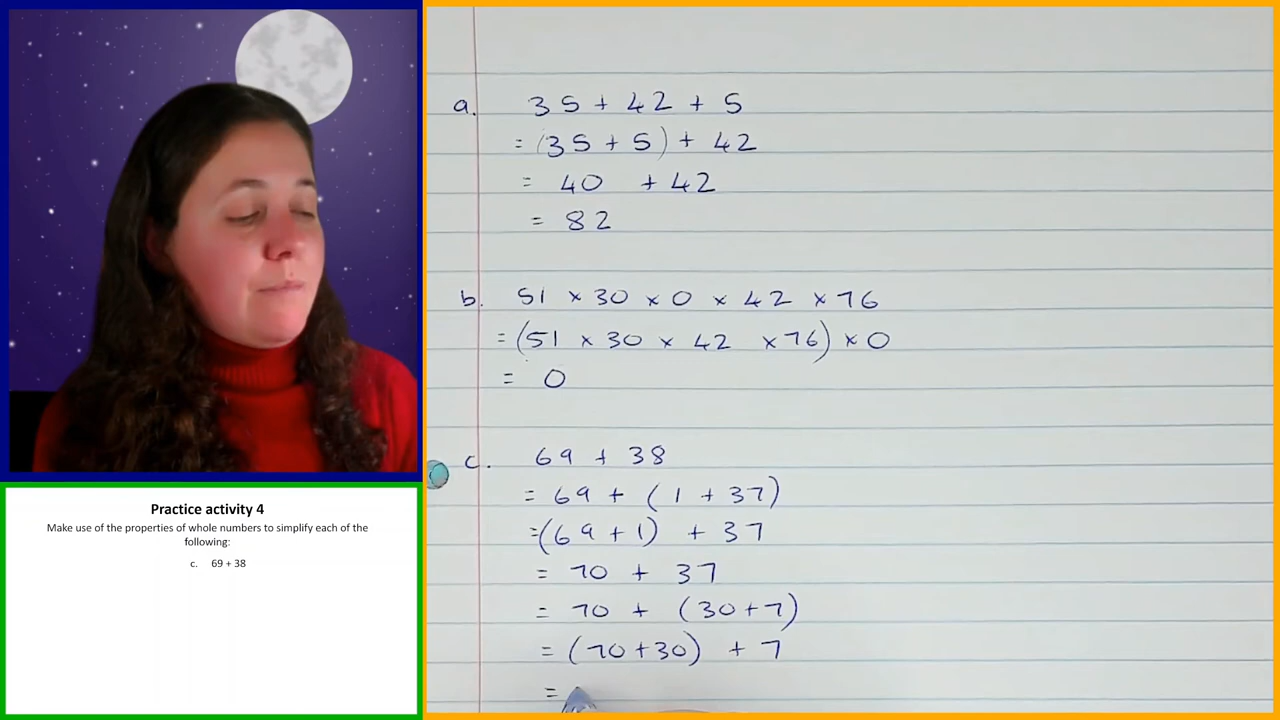 Practice activity 4
Make use of the properties of whole numbers to simplify each of the
following:
c. 69 + 38
a. 35 + 42 + 5
= (35 + 5) + 42
= 40 + 42
= 82
b. 51 × 30 × 0 × 42 × 76
= (51 × 30 × 42 × 76) × 0
= 0
c. 69 + 38
= 69 + (1 + 37)
= (69 + 1) + 37
= 70 + 37
= 70 + (30+7)
= (70+30) + 7
=